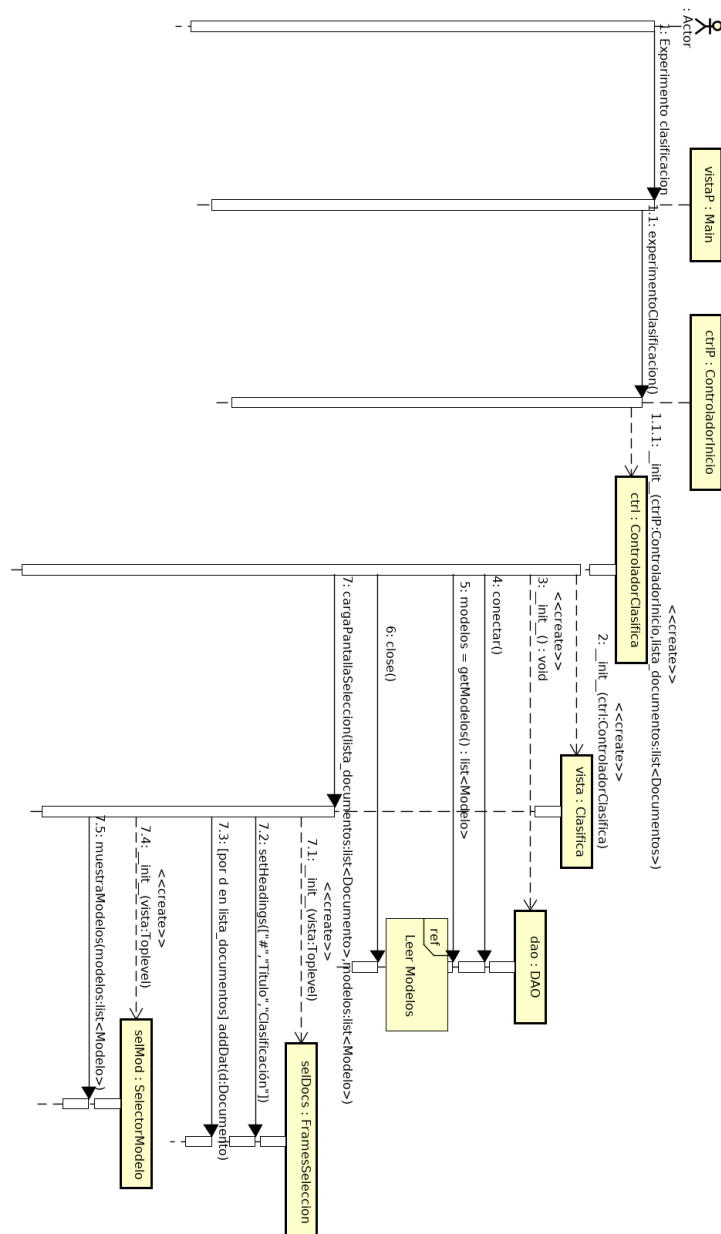 : Actor
vistaP : Main
ctrlP : ControladorInicio
1: Experimento clasificacion
1.1: experimentoClasificacion()
<<create>>
1.1.1: __init__(ctrlP:ControladorInicio,lista_documentos:list<Documentos>)
ctrl : ControladorClasifica
<<create>>
2: __init__(ctrl:ControladorClasifica)
vista : Clasifica
<<create>>
3: __init__() : void
dao : DAO
4: conectar()
5: modelos = getModelos() : list<Modelo>
ref
Leer Modelos
6: close()
7: cargaPantallaSeleccion(lista_documentos:list<Documento>,modelos:list<Modelo>)
<<create>>
7.1: __init__(vista:Toplevel)
selDocs : FramesSeleccion
7.2: setHeadings(["#","Título","Clasificación"])
7.3: [por d en lista_documentos] addDat(d:Documento)
<<create>>
7.4: __init__(vista:Toplevel)
selMod : SelectorModelo
7.5: muestraModelos(modelos:list<Modelo>)